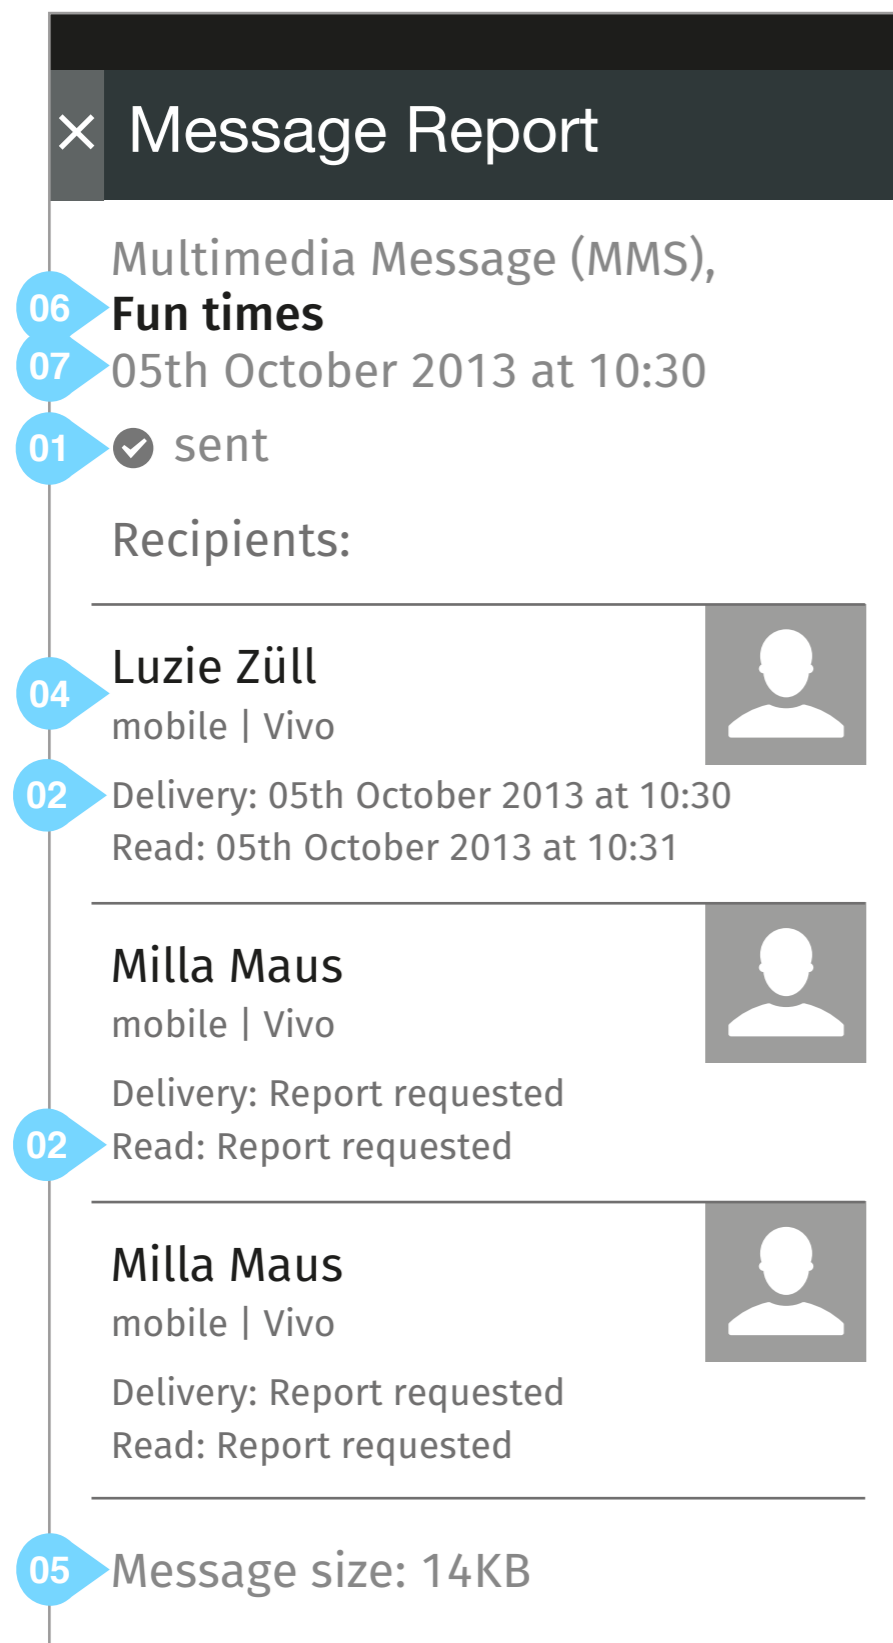 Message Report
Multimedia Message (MMS),
06
Fun times
07
05th October 2013 at 10:30
01
sent
Recipients:
Luzie Züll
04
mobile | Vivo
02
Delivery: 05th October 2013 at 10:30
Read: 05th October 2013 at 10:31
Milla Maus
mobile | Vivo
Delivery: Report requested
02
Read: Report requested
Milla Maus
mobile | Vivo
Delivery: Report requested
Read: Report requested
05
Message size: 14KB